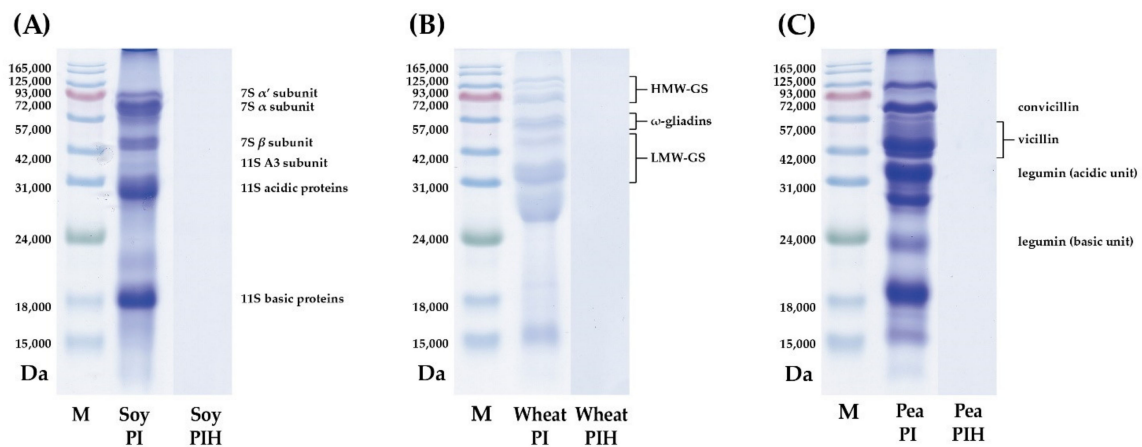 (A)
165,000
125,000
93,000
72,000
57,000
42,000
31,000
24,000
18,000
15,000
Da
7S α′ subunit
7S α subunit
7S β subunit
11S A3 subunit
11S acidic proteins
11S basic proteins
M
Soy PI
Soy PIH
(B)
165,000
125,000
93,000
72,000
57,000
42,000
31,000
24,000
18,000
15,000
Da
HMW-GS
ω-gliadins
LMW-GS
M
Wheat PI
Wheat PIH
(C)
165,000
125,000
93,000
72,000
57,000
42,000
31,000
24,000
18,000
15,000
Da
convicillin
vicillin
legumin (acidic unit)
legumin (basic unit)
M
Pea PI
Pea PIH